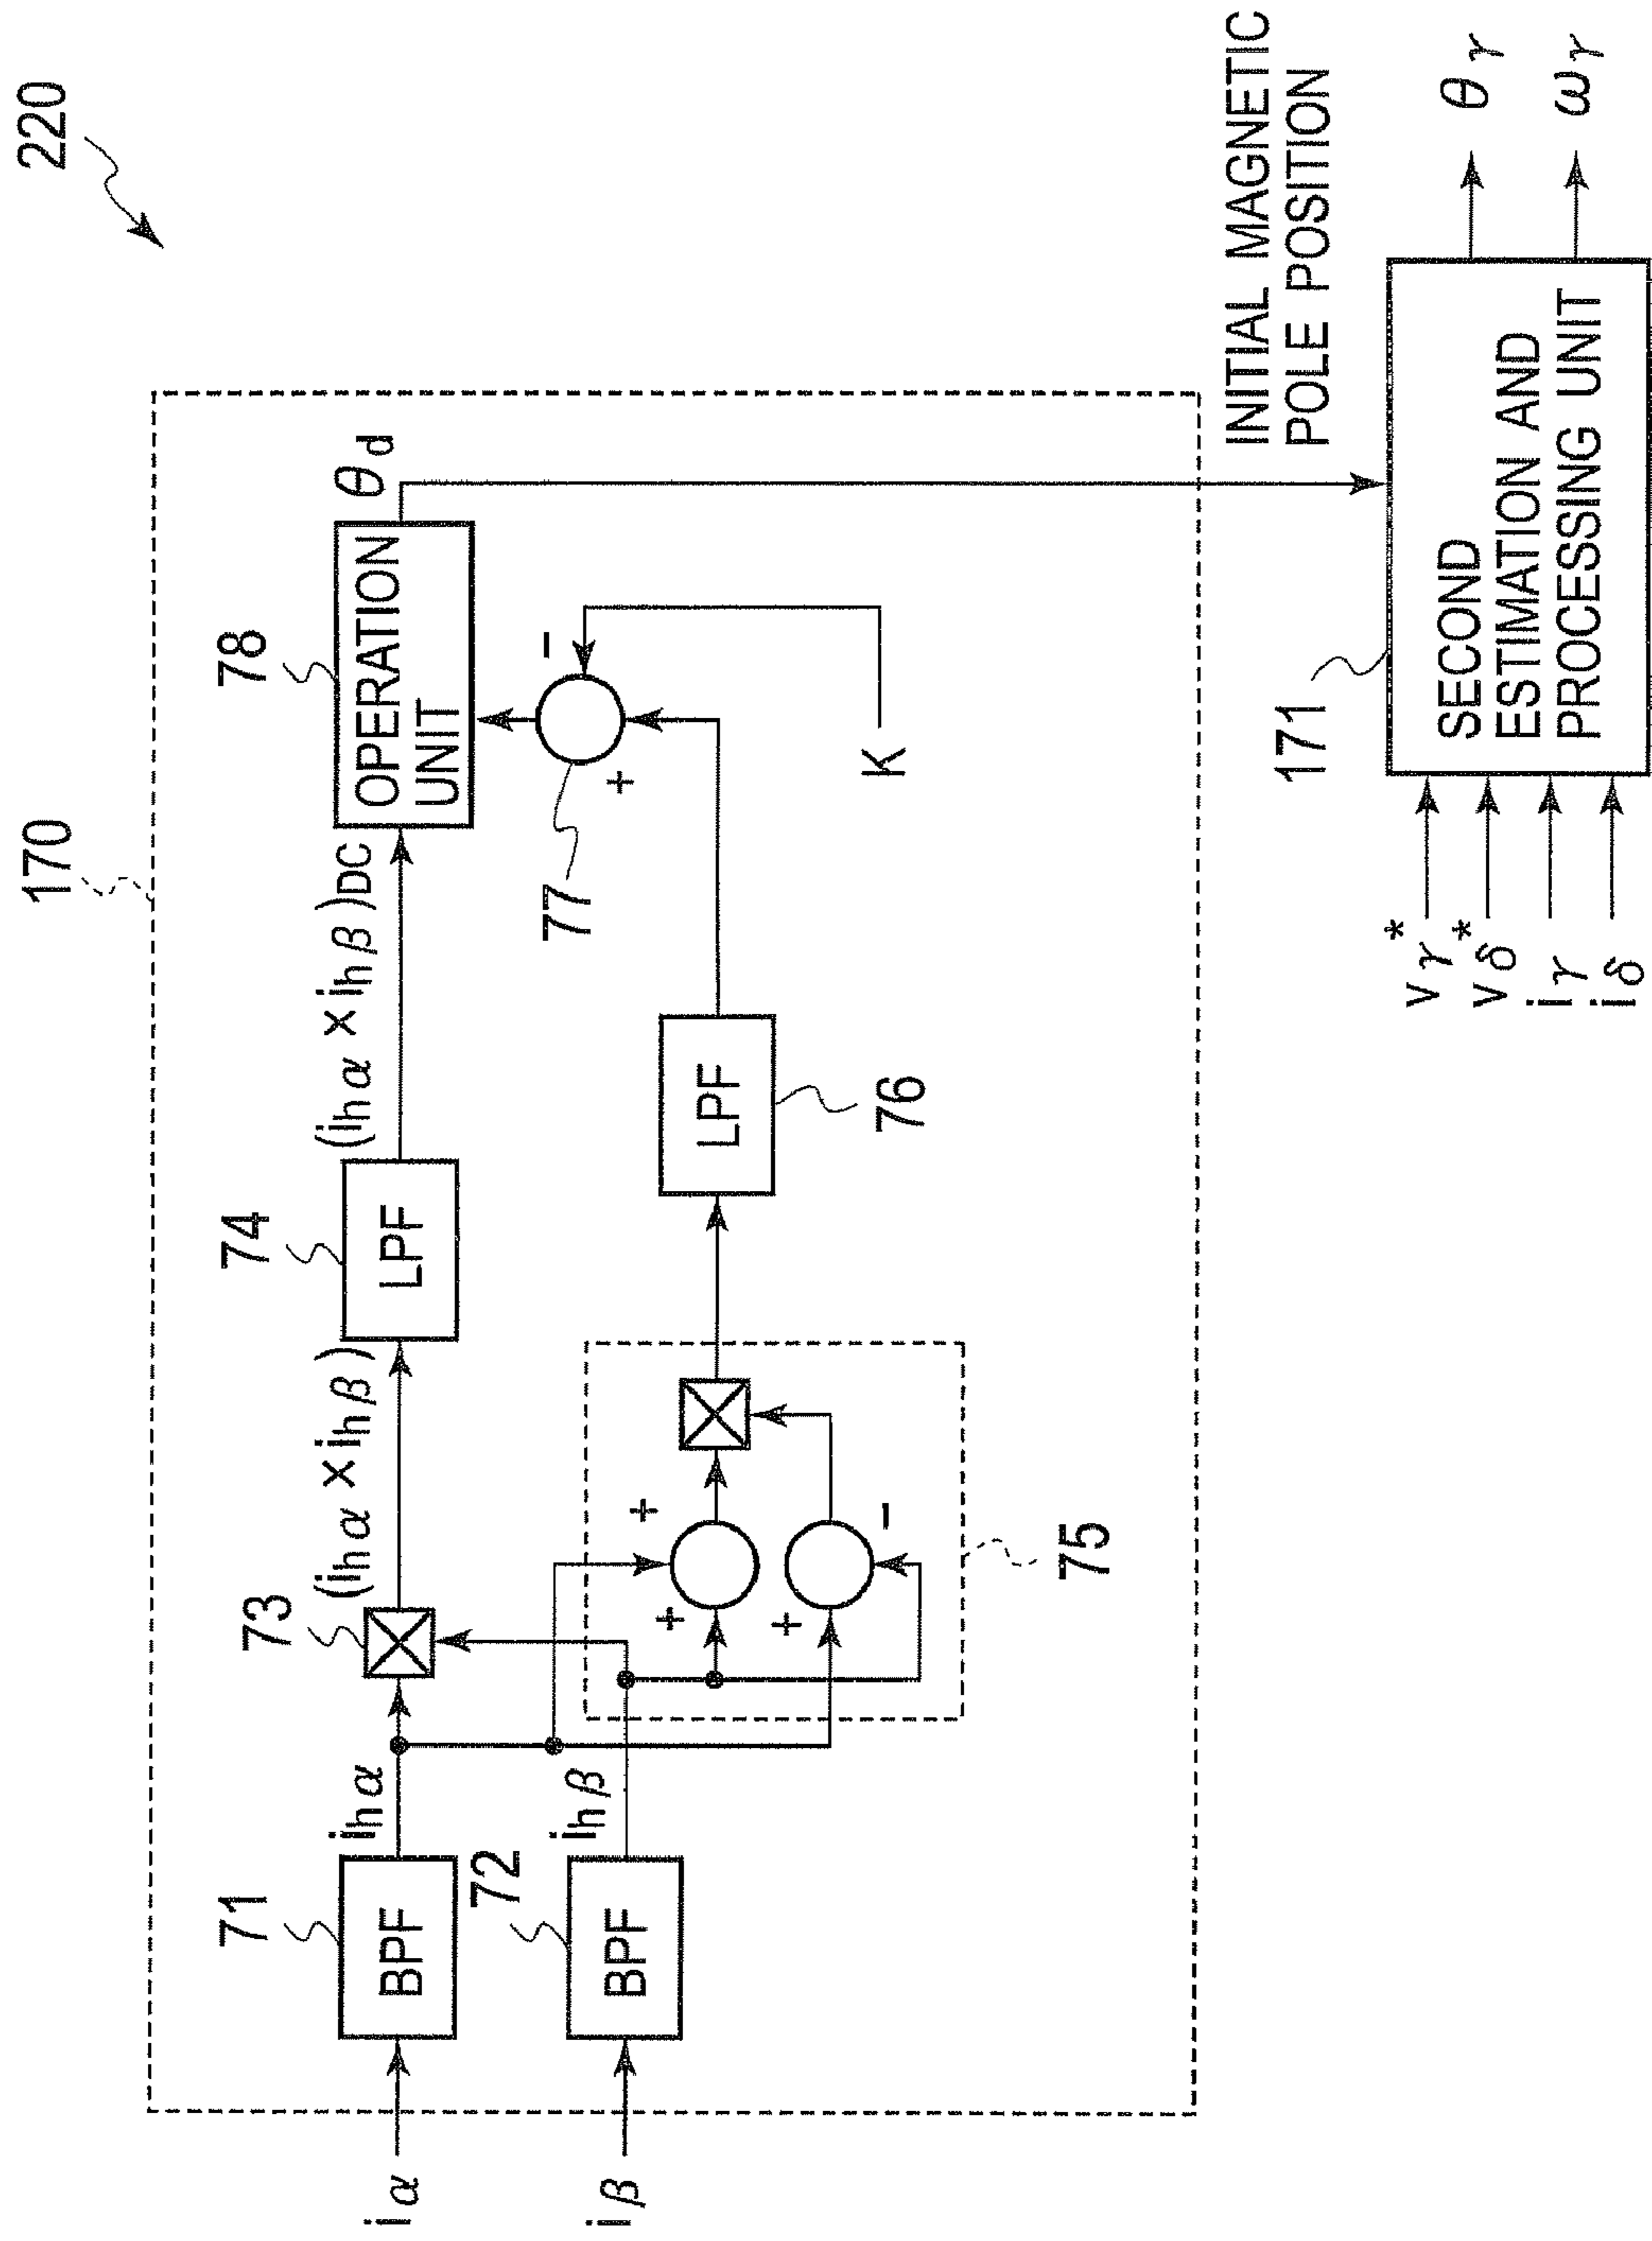 220
170
78
OPERATION
UNIT
θd
77
+
-
K
74
LPF
(ihα × ihβ)DC
LPF
76
73
(ihα × ihβ)
+
+
+
-
75
71
BPF
ihα
72
BPF
ihβ
iα
iβ
INITIAL MAGNETIC
POLE POSITION
171
SECOND
ESTIMATION AND
PROCESSING UNIT
vγ*
vδ*
iγ
iδ
θγ
ωγ